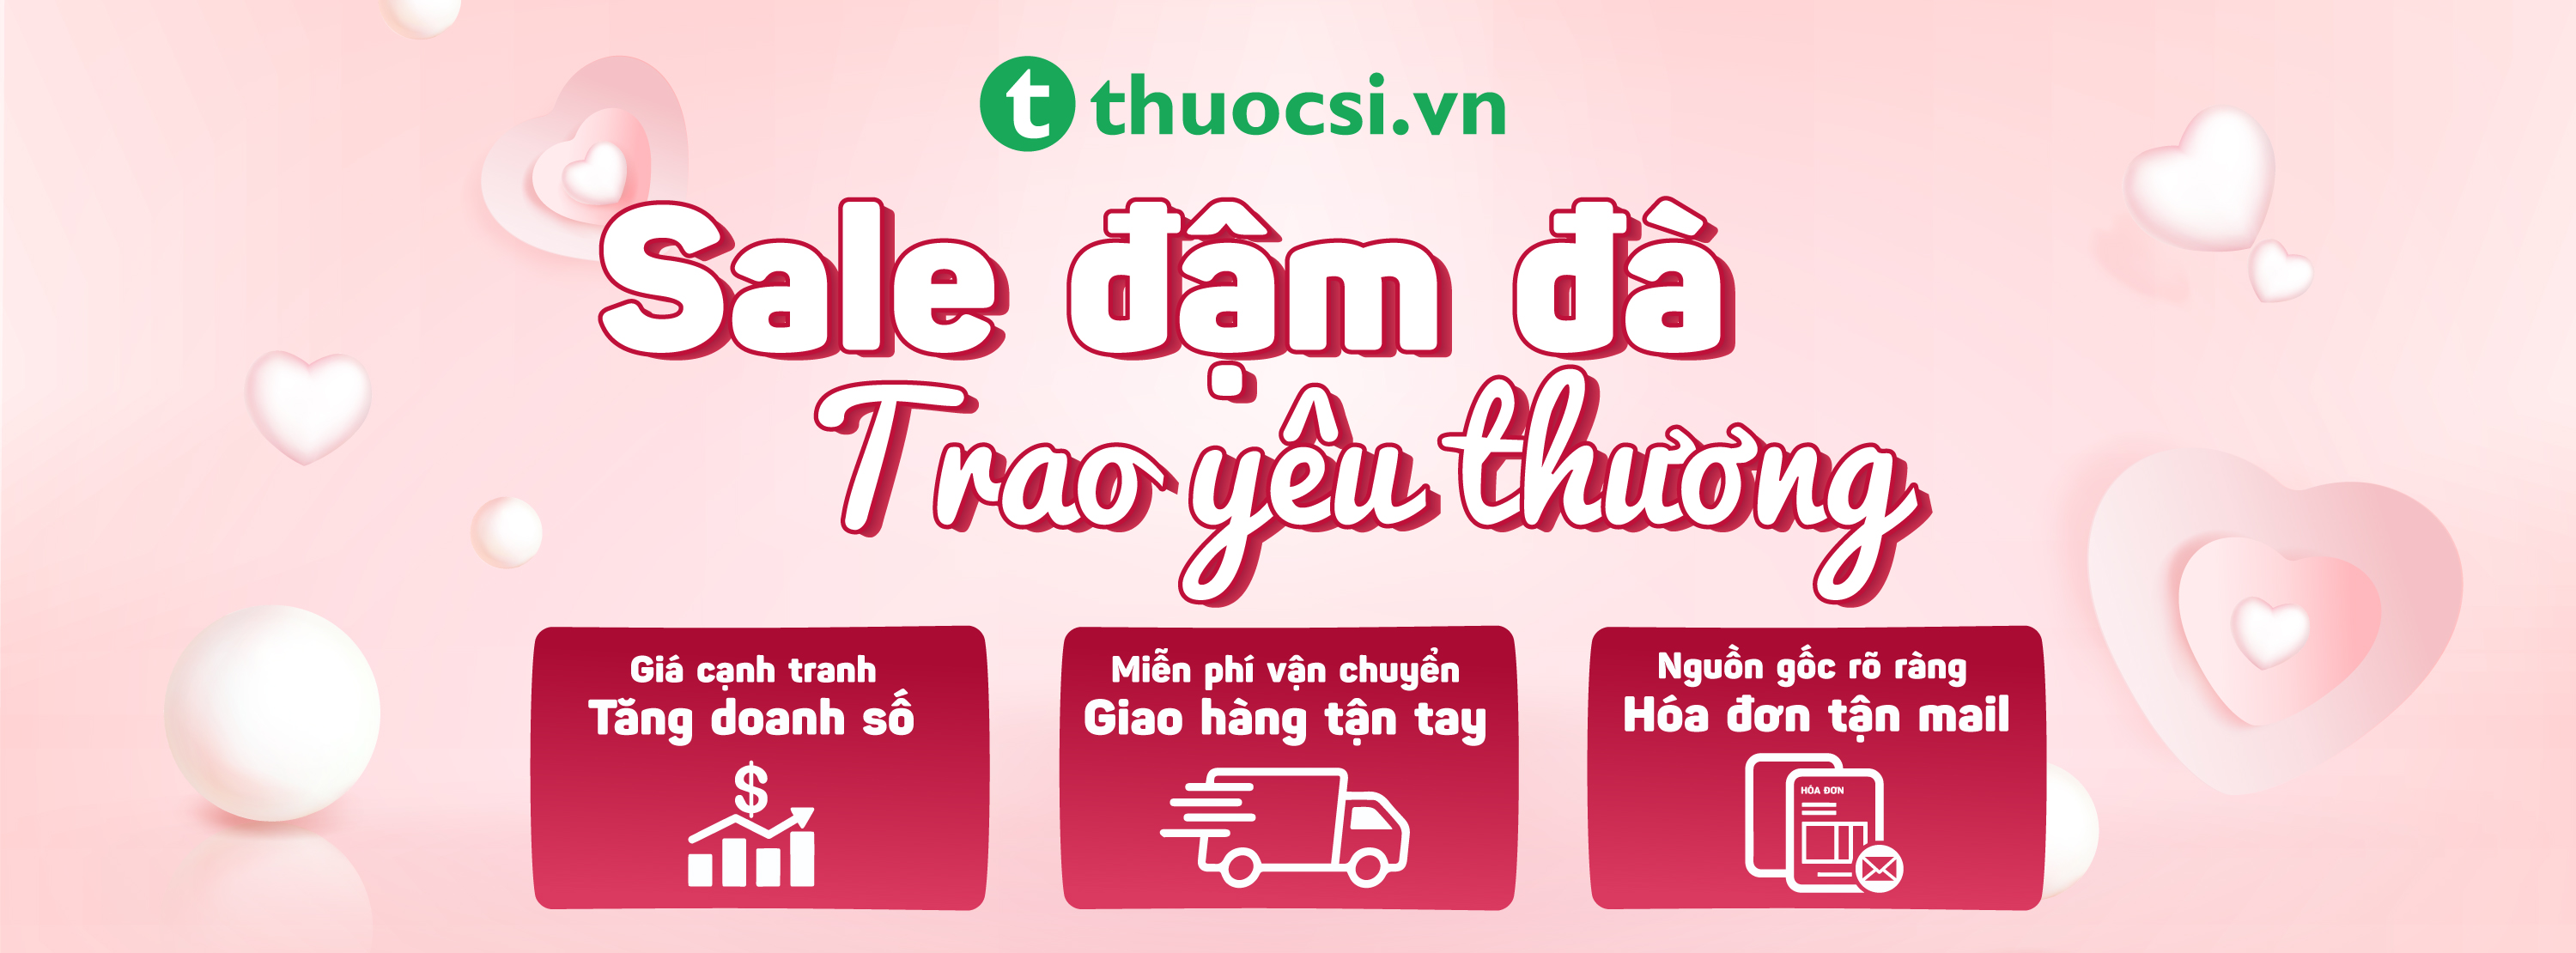 t thuocsi.vn
Sale đậm đà
Trao yêu thương
Giá cạnh tranh
Tăng doanh số
$
Miễn phí vận chuyển
Giao hàng tận tay
Nguồn gốc rõ ràng
Hóa đơn tận mail
HÓA ĐƠN